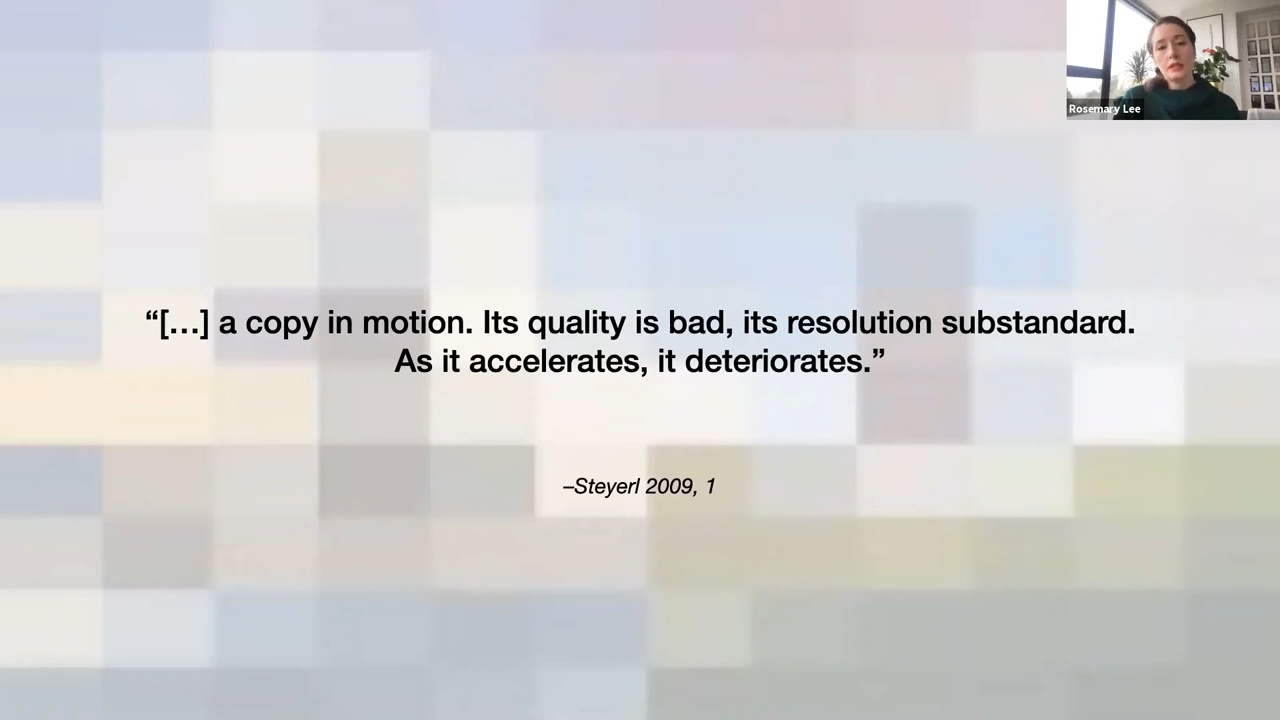 Rosemary Lee
“[…] a copy in motion. Its quality is bad, its resolution substandard.
As it accelerates, it deteriorates.”
–Steyerl 2009, 1